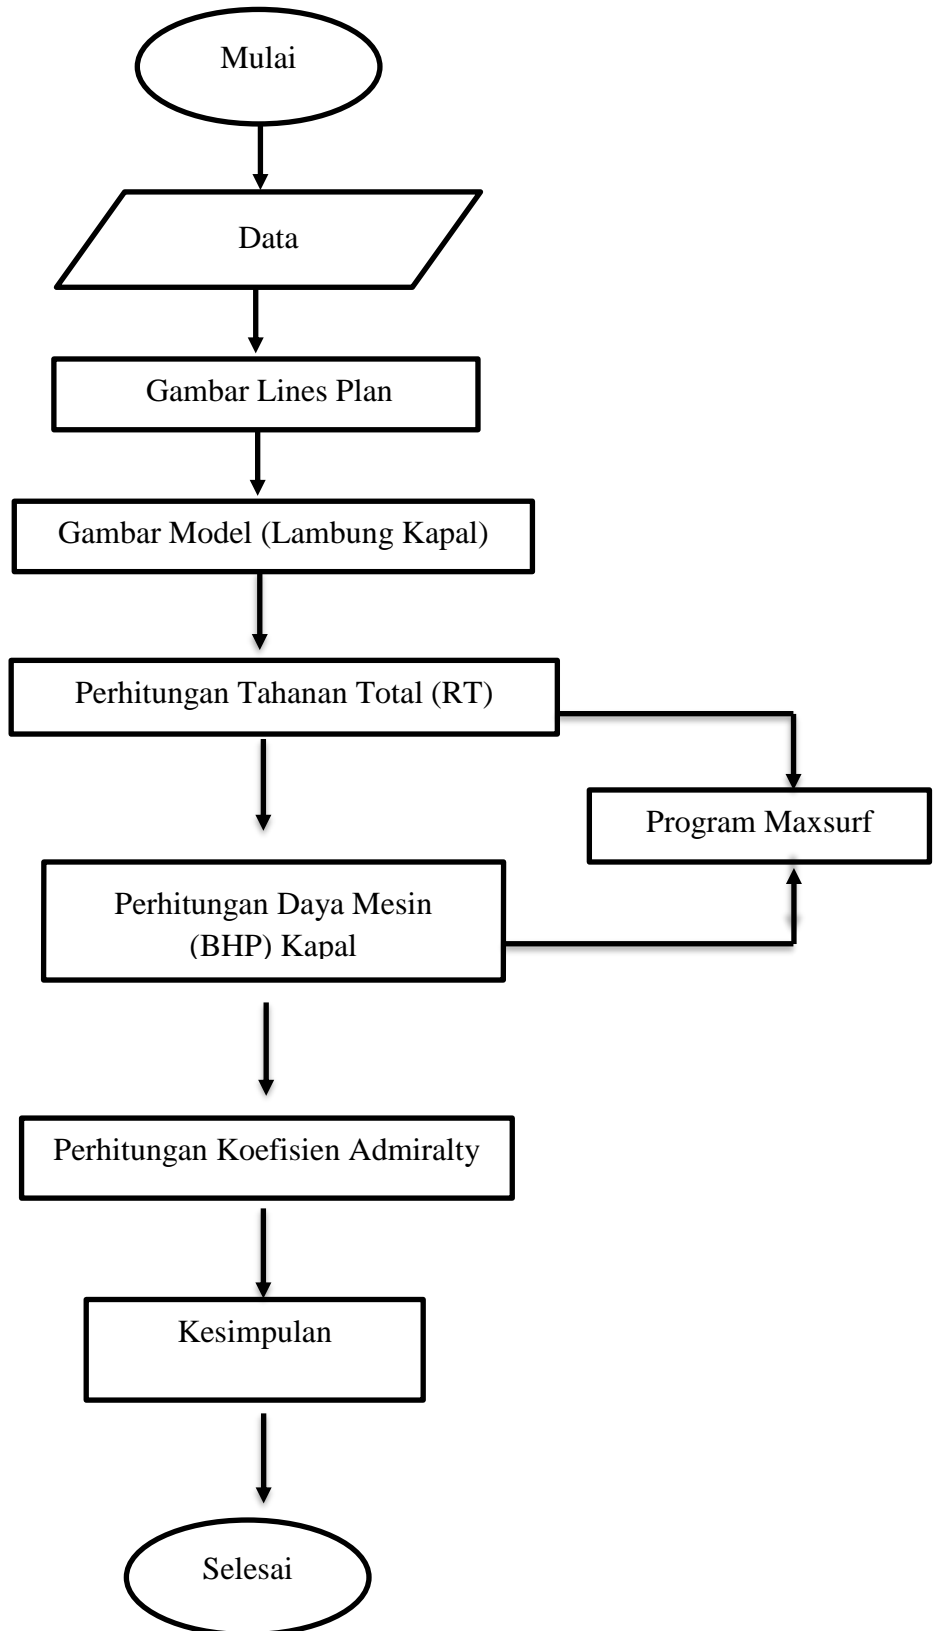 Mulai
Data
Gambar Lines Plan
Gambar Model (Lambung Kapal)
Perhitungan Tahanan Total (RT)
Program Maxsurf
Perhitungan Daya Mesin
(BHP) Kapal
Perhitungan Koefisien Admiralty
Kesimpulan
Selesai